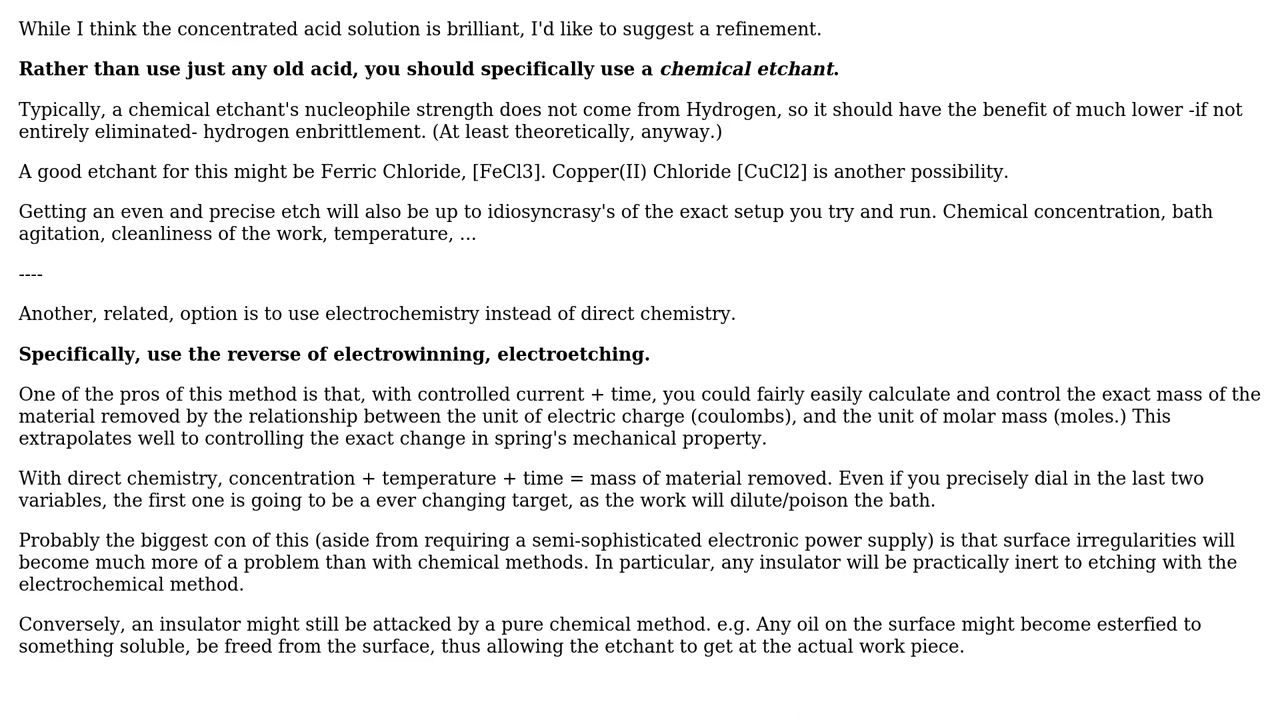 While I think the concentrated acid solution is brilliant, I'd like to suggest a refinement.
Rather than use just any old acid, you should specifically use a chemical etchant.
Typically, a chemical etchant's nucleophile strength does not come from Hydrogen, so it should have the benefit of much lower -if not
entirely eliminated- hydrogen enbrittlement. (At least theoretically, anyway.)
A good etchant for this might be Ferric Chloride, [FeCl3]. Copper(II) Chloride [CuCl2] is another possibility.
Getting an even and precise etch will also be up to idiosyncrasy's of the exact setup you try and run. Chemical concentration, bath
agitation, cleanliness of the work, temperature, ...
----
Another, related, option is to use electrochemistry instead of direct chemistry.
Specifically, use the reverse of electrowinning, electroetching.
One of the pros of this method is that, with controlled current + time, you could fairly easily calculate and control the exact mass of the
material removed by the relationship between the unit of electric charge (coulombs), and the unit of molar mass (moles.) This
extrapolates well to controlling the exact change in spring's mechanical property.
With direct chemistry, concentration + temperature + time = mass of material removed. Even if you precisely dial in the last two
variables, the first one is going to be a ever changing target, as the work will dilute/poison the bath.
Probably the biggest con of this (aside from requiring a semi-sophisticated electronic power supply) is that surface irregularities will
become much more of a problem than with chemical methods. In particular, any insulator will be practically inert to etching with the
electrochemical method.
Conversely, an insulator might still be attacked by a pure chemical method. e.g. Any oil on the surface might become esterfied to
something soluble, be freed from the surface, thus allowing the etchant to get at the actual work piece.